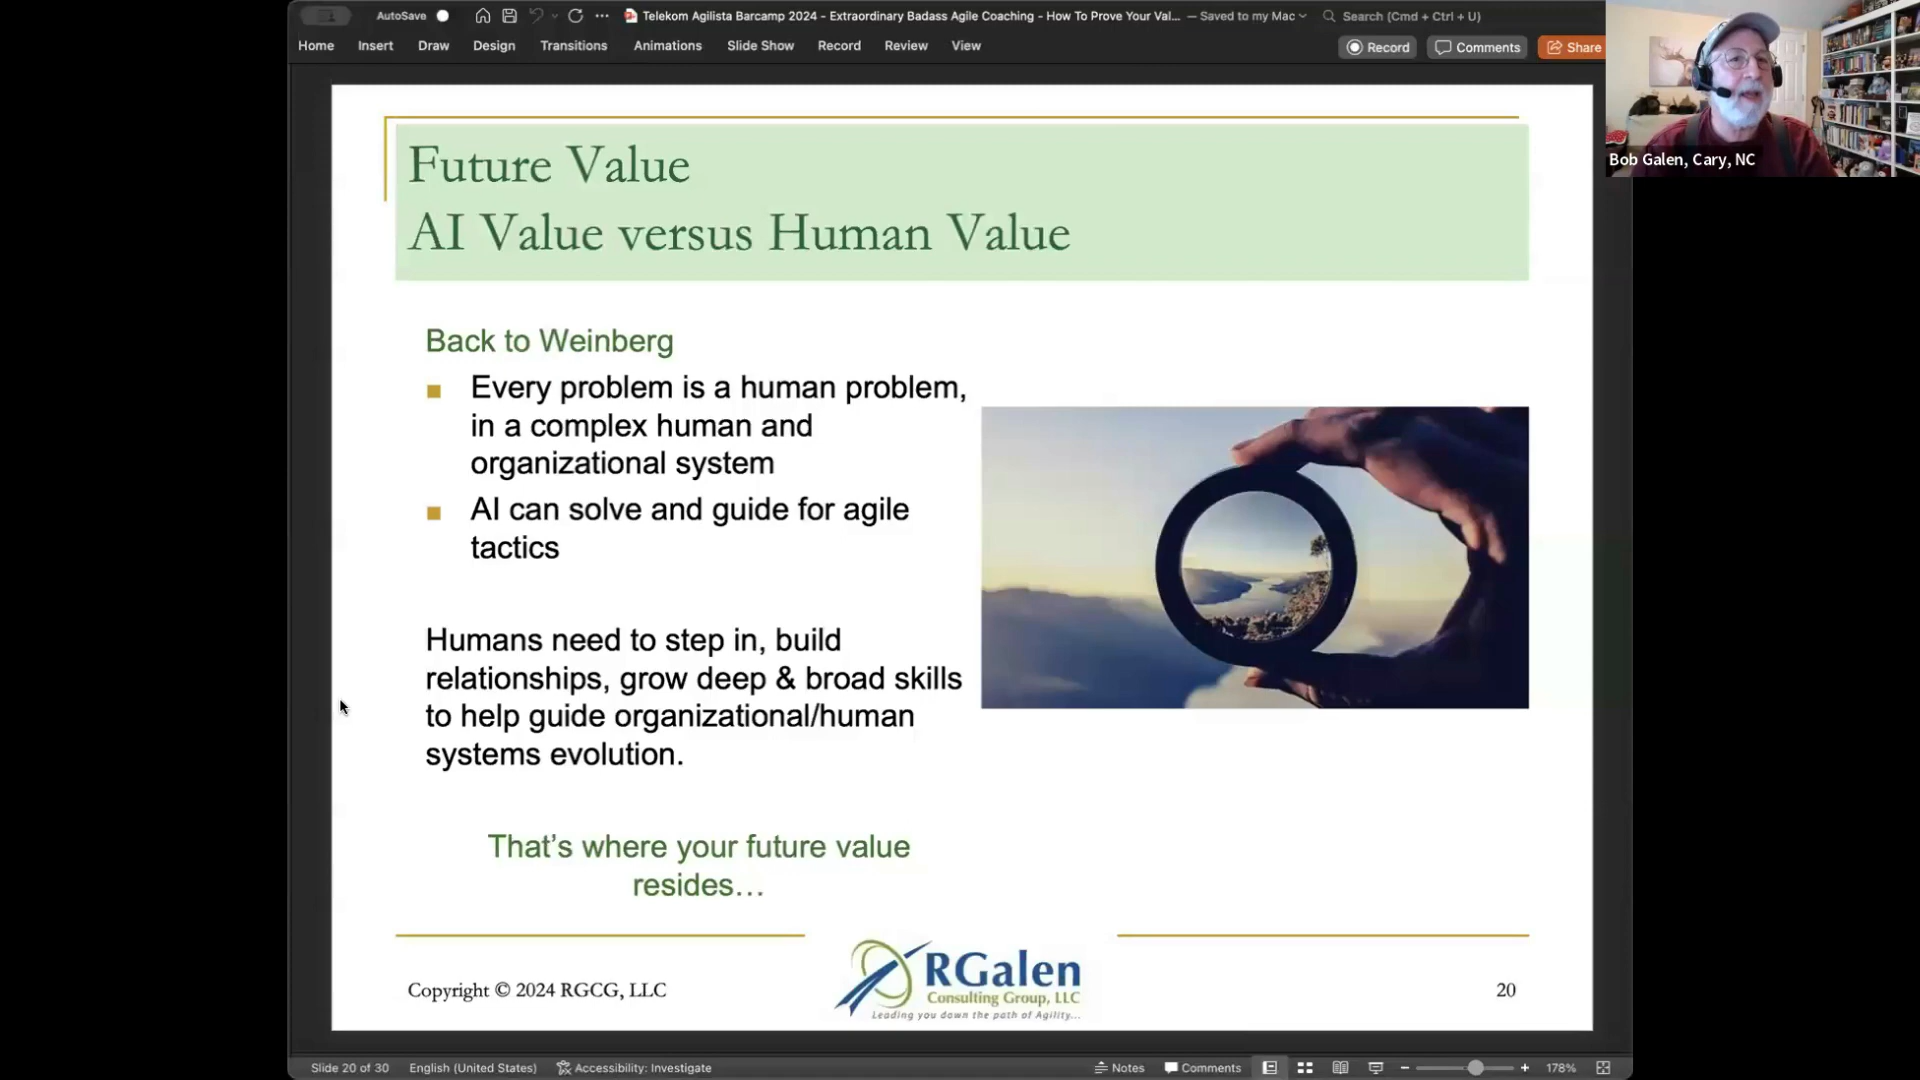 AutoSave
Telekom Agilista Barcamp 2024 - Extraordinary Badass Agile Coaching - How To Prove Your Val... — Saved to my Mac
Search (Cmd + Ctrl + U)
Home Insert Draw Design Transitions Animations Slide Show Record Review View
Record Comments Share
Bob Galen, Cary, NC
Future Value
AI Value versus Human Value
Back to Weinberg
Every problem is a human problem,
in a complex human and
organizational system
AI can solve and guide for agile
tactics
Humans need to step in, build
relationships, grow deep & broad skills
to help guide organizational/human
systems evolution.
That's where your future value
resides…
RGalen
Consulting Group, LLC
Leading you down the path of Agility...
Copyright © 2024 RGCG, LLC
20
Slide 20 of 30 English (United States) Accessibility: Investigate Notes Comments 178%